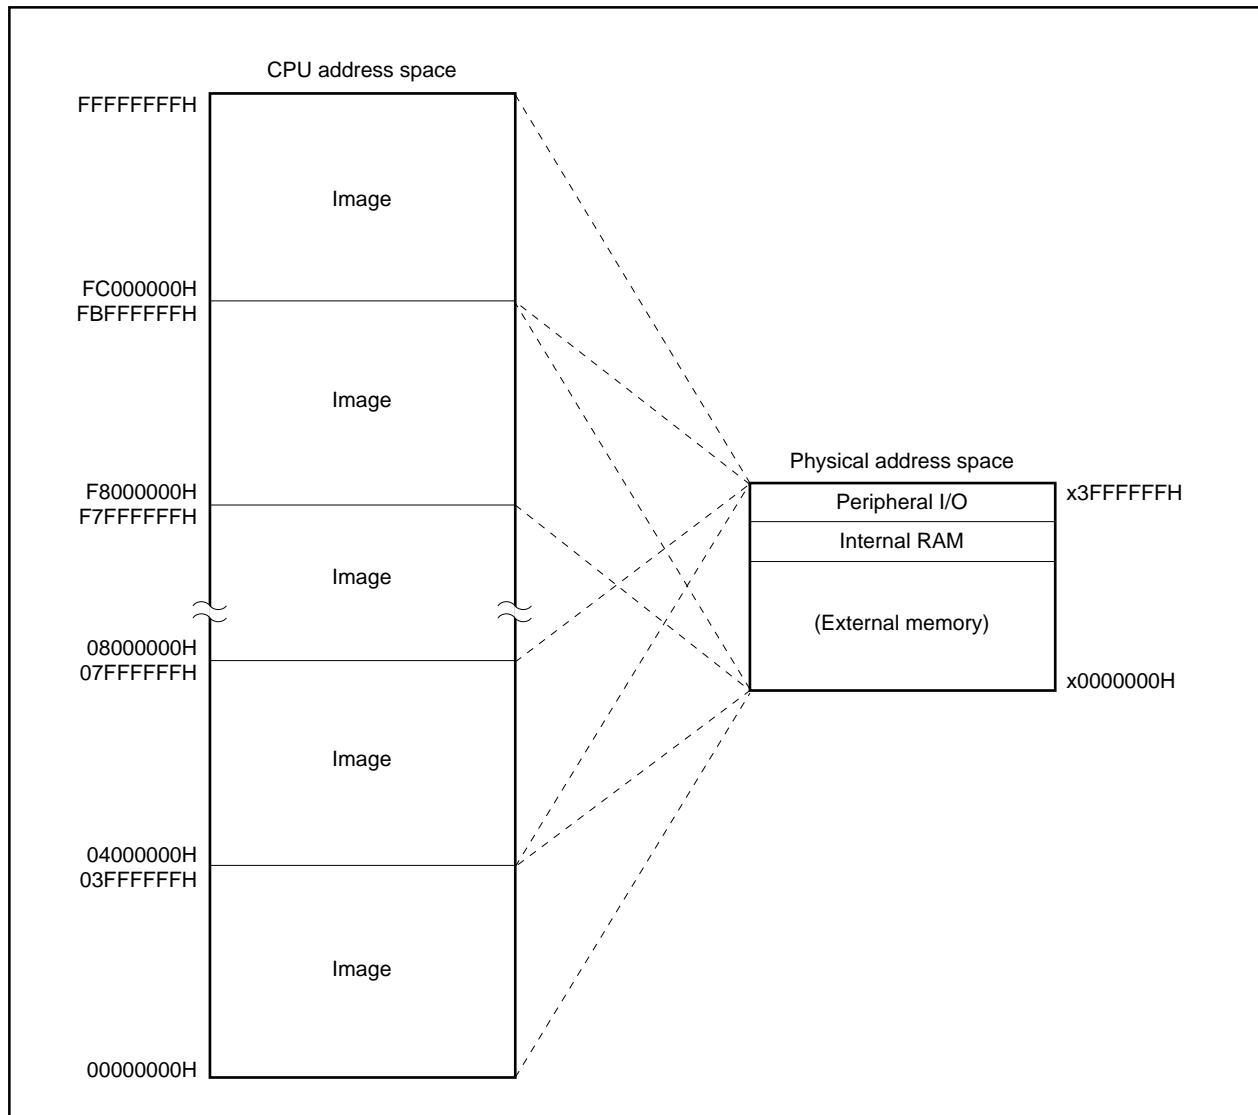 CPU address space
FFFFFFFFH
Image
FC000000H
FBFFFFFFH
Image
F8000000H
F7FFFFFFH
Image
08000000H
07FFFFFFH
Image
04000000H
03FFFFFFH
Image
00000000H
Physical address space
x3FFFFFFH
Peripheral I/O
Internal RAM
(External memory)
x0000000H